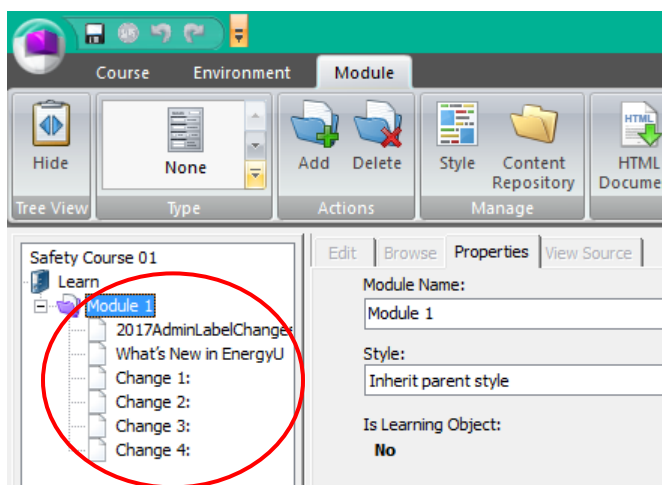 Course Environment Module
Hide
None
Add Delete
Style Content Repository
HTML
Tree View Type Actions Manage
Safety Course 01
Learn
Module 1
2017AdminLabelChange
What's New in EnergyU
Change 1:
Change 2:
Change 3:
Change 4:
Edit Browse Properties View Source
Module Name:
Module 1
Style:
Inherit parent style
Is Learning Object:
No